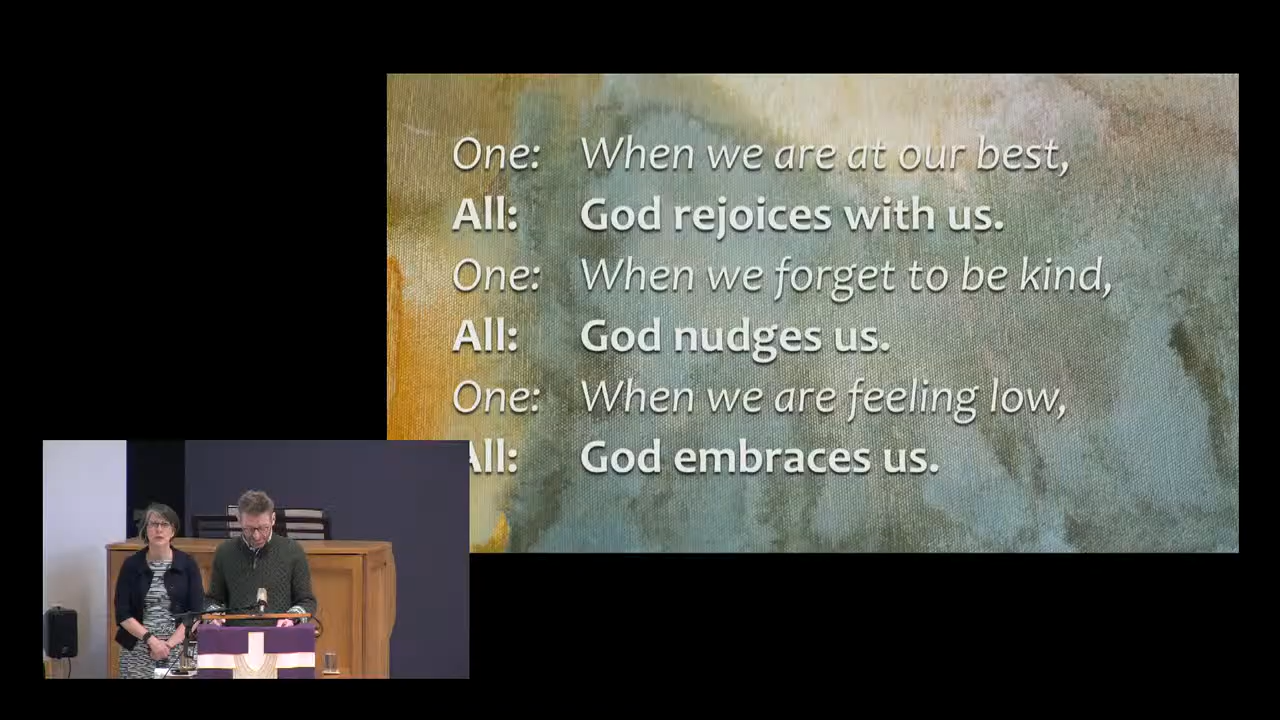 One: When we are at our best,
All: God rejoices with us.
One: When we forget to be kind,
All: God nudges us.
One: When we are feeling low,
All: God embraces us.